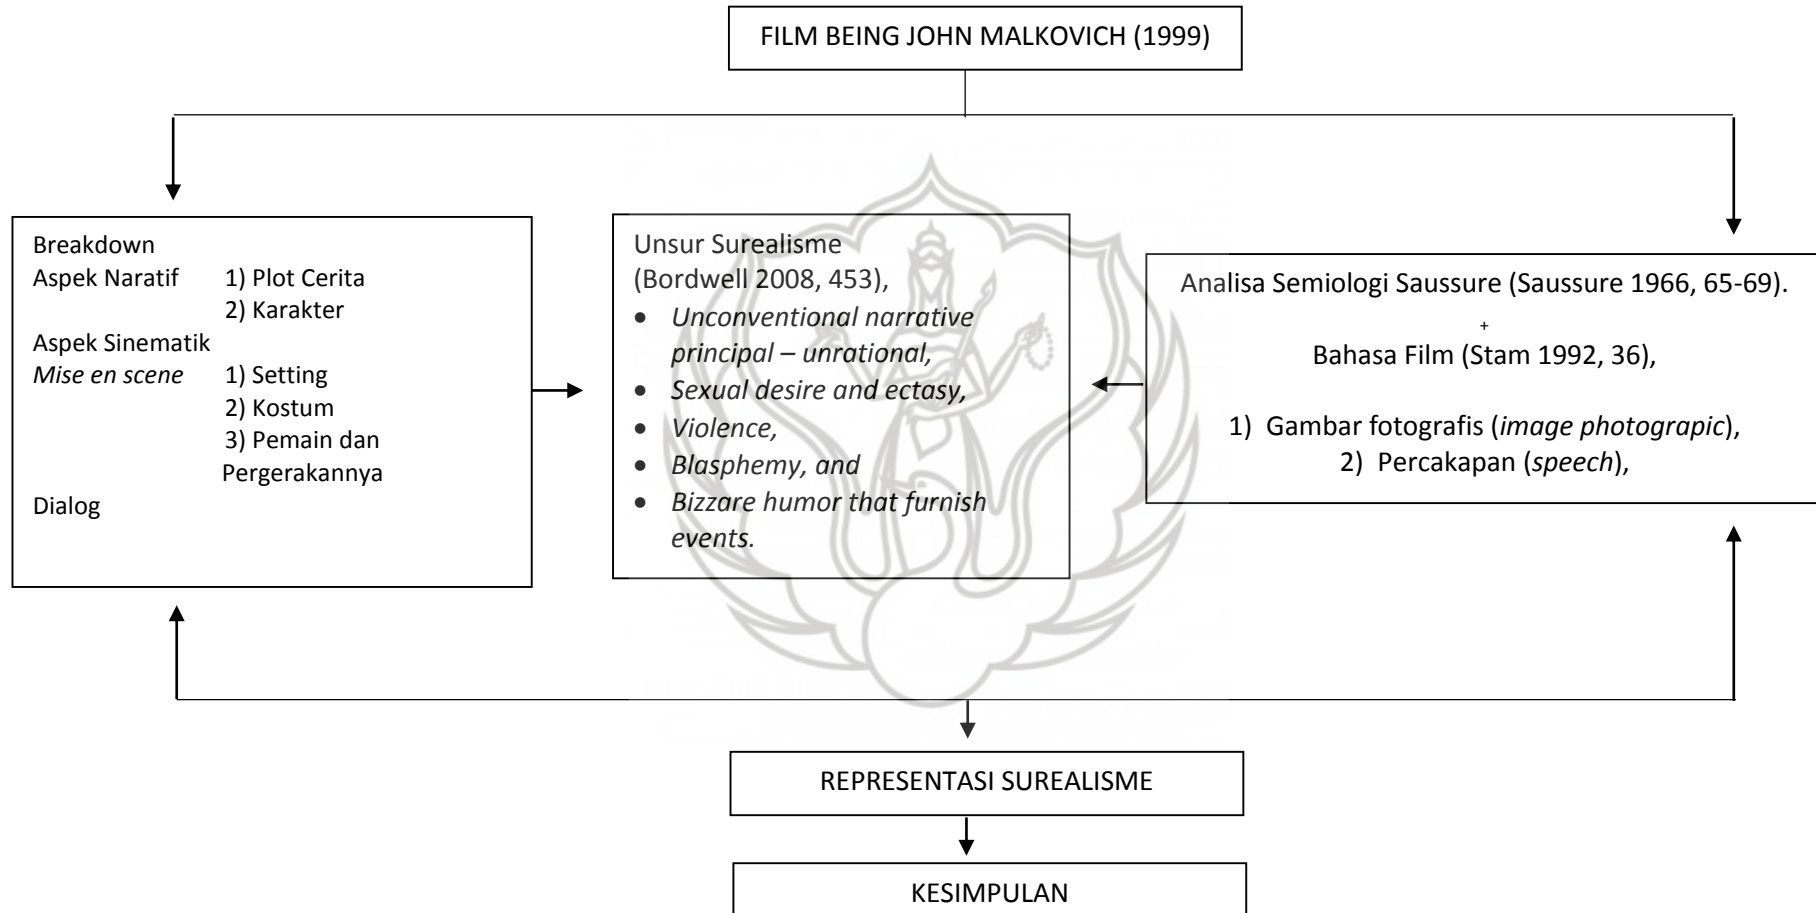 FILM BEING JOHN MALKOVICH (1999)
Breakdown
Aspek Naratif 1) Plot Cerita
2) Karakter
Aspek Sinematik
Mise en scene 1) Setting
2) Kostum
3) Pemain dan
Pergerakannya
Dialog
Unsur Surealisme
(Bordwell 2008, 453),
• Unconventional narrative
principal – unrational,
• Sexual desire and ectasy,
• Violence,
• Blasphemy, and
• Bizzare humor that furnish
events.
Analisa Semiologi Saussure (Saussure 1966, 65-69).
+
Bahasa Film (Stam 1992, 36),
1) Gambar fotografis (image photograpic),
2) Percakapan (speech),
REPRESENTASI SUREALISME
KESIMPULAN